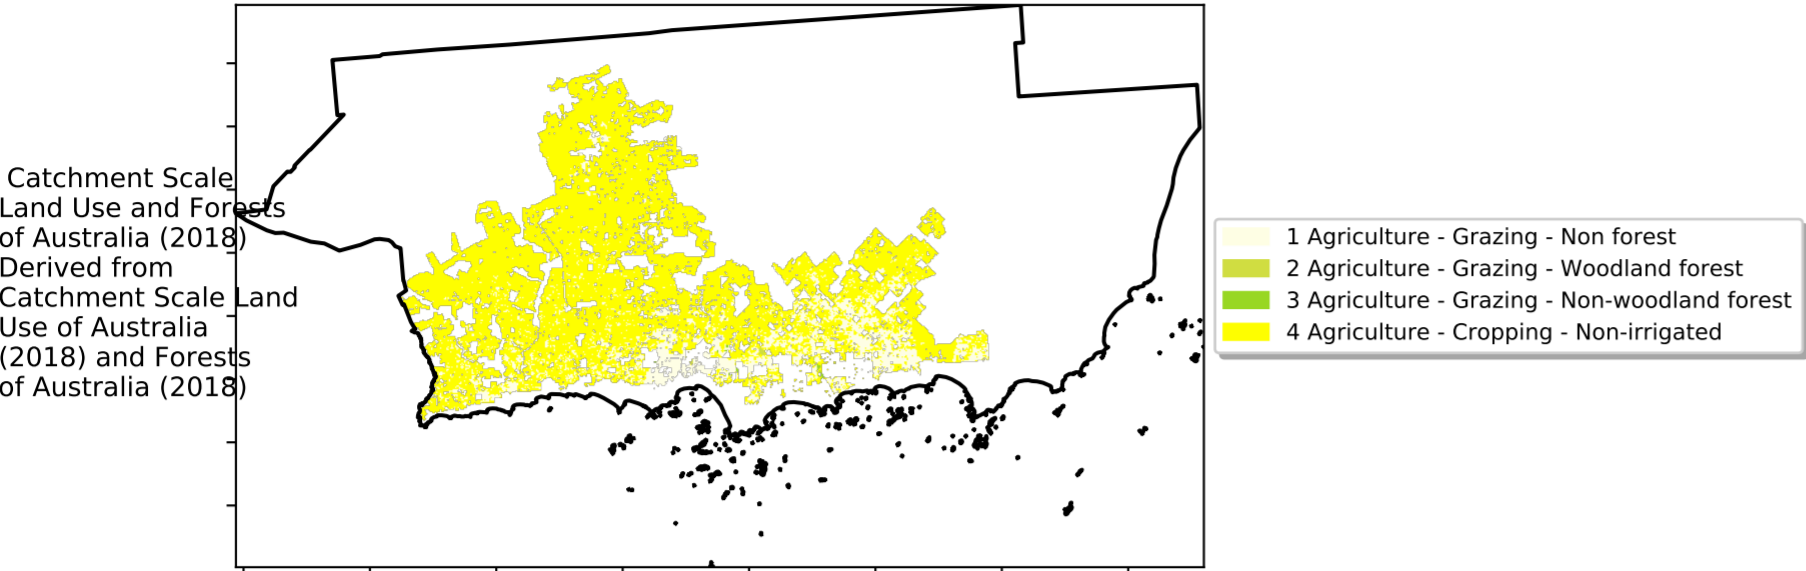 Catchment Scale
Land Use and Forests
of Australia (2018)
Derived from
Catchment Scale Land
Use of Australia
(2018) and Forests
of Australia (2018)
1 Agriculture - Grazing - Non forest
2 Agriculture - Grazing - Woodland forest
3 Agriculture - Grazing - Non-woodland forest
4 Agriculture - Cropping - Non-irrigated